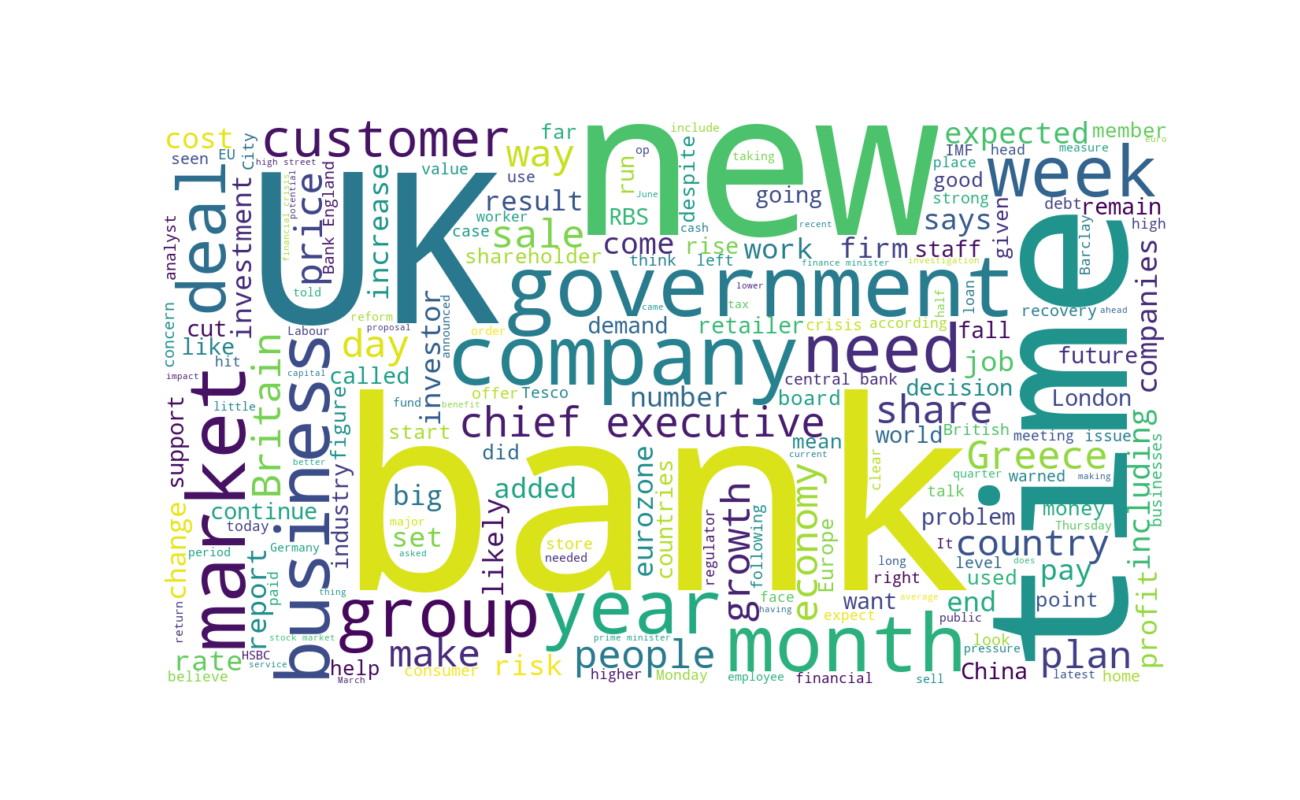 cost
seen
EU
city
customer
far
way
new
include
taking
expected
member
IMF
head
measure
euro
high street
value
use
op
run
despite
place
week
good
strong
deal
investment
analyst
financial crisis
potential
price
Bank England
increase
UK
result
worker
case
sale
RBS
June
cash
going
recent
says
given
debt
remain
high
Barclay
time
shareholder
come
rise
work
firm
staff
think
left
finance minister
investigation
told
government
lower
tax
half
loan
recovery
ahead
companies
concern
cut
like
hit
reform
proposal
Labour
day
investor
announced
order
came
demand
retailer
crisis
according
fall
future
impact
capital
called
company
need
job
central bank
decision
London
market
little
business
Britain
figure
fund
offer
Tesco
benefit
number
board
share
support
start
chief executive
mean
current
world
British
meeting
issue
better
did
bank
clear
Greece
including
businesses
continue
today
industry
big
added
likely
eurozone
countries
growth
regulator
following
economy
Europe
quarter
warned
making
talk
money
Thursday
problem
change
period
Germany
major
set
asked
store
needed
It
country
long
level
does
report
paid
thing
right
used
pay
profit
return
group
year
face
having
want
average
expect
end
point
public
stock market
prime minister
month
look
pressure
HSBC
rate
service
help
make
risk
people
plan
believe
March
consumer
higher
Monday
employee
financial
sell
China
latest
home